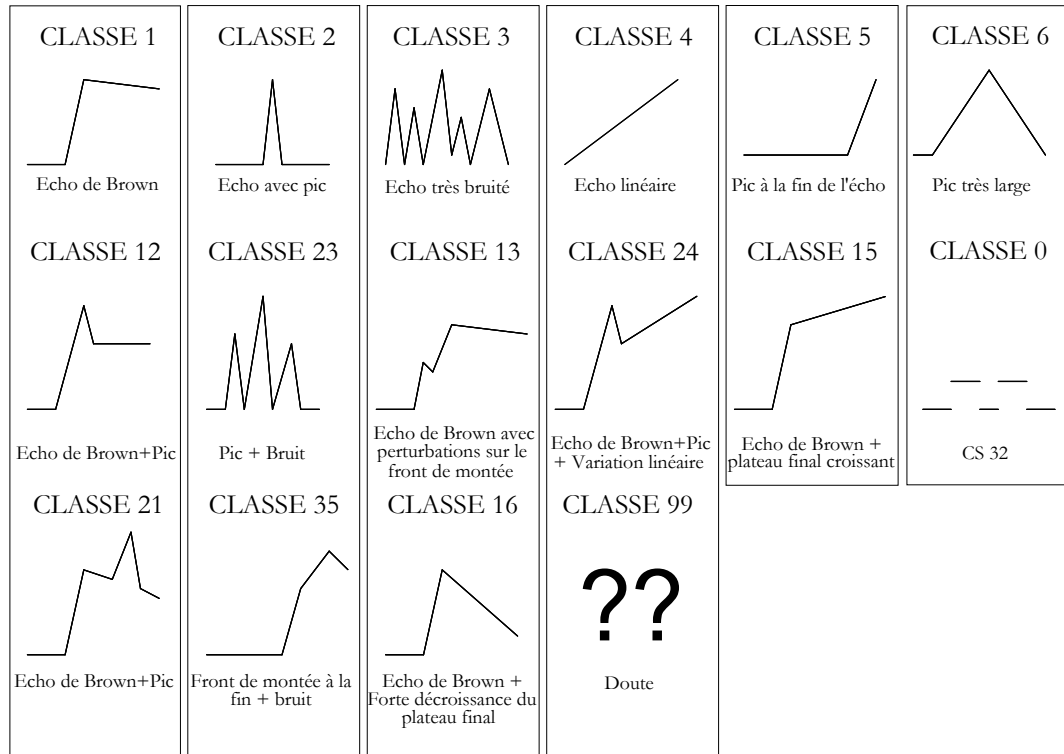 CLASSE 1
Echo de Brown
CLASSE 2
Echo avec pic
CLASSE 3
Echo très bruité
CLASSE 4
Echo linéaire
CLASSE 5
Pic à la fin de l'écho
CLASSE 6
Pic très large
CLASSE 12
Echo de Brown+Pic
CLASSE 23
Pic + Bruit
CLASSE 13
Echo de Brown avec
perturbations sur le
front de montée
CLASSE 24
Echo de Brown+Pic
+ Variation linéaire
CLASSE 15
Echo de Brown +
plateau final croissant
CLASSE 0
CS 32
CLASSE 21
Echo de Brown+Pic
CLASSE 35
Front de montée à la
fin + bruit
CLASSE 16
Echo de Brown +
Forte décroissance du
plateau final
CLASSE 99
??
Doute